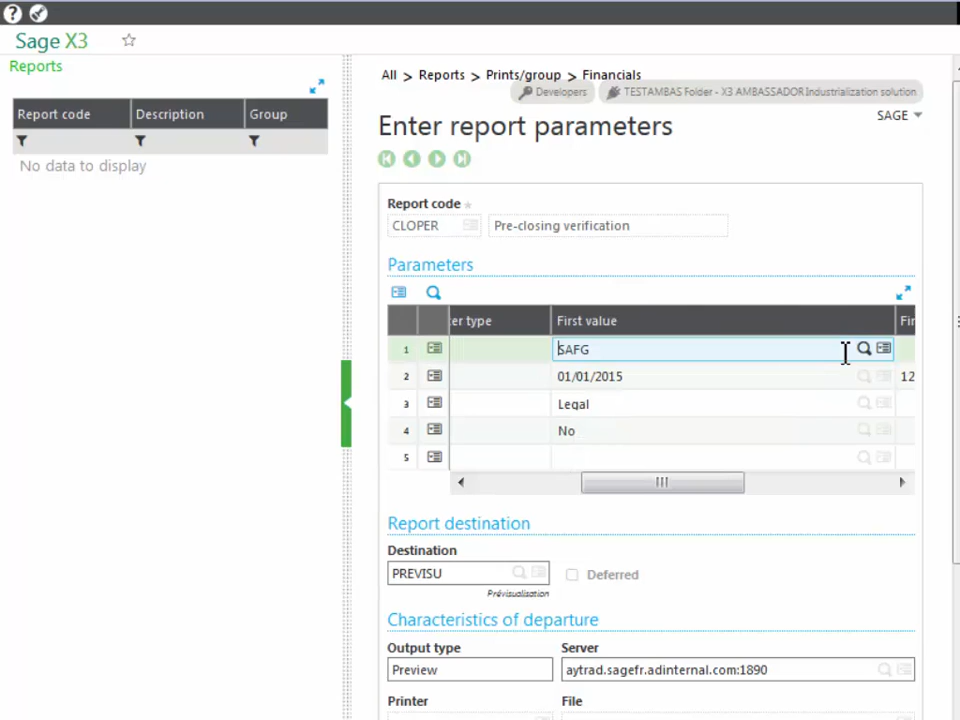 Sage X3
Reports
Report code Description Group
No data to display
All > Reports > Prints/group > Financials
Developers TESTAMBAS Folder - X3 AMBASSADOR Industrialization solution
SAGE
Enter report parameters
Report code *
CLOPER Pre-closing verification
Parameters
er type First value Fir
1 SAFG
2 01/01/2015 12
3 Legal
4 No
5
Report destination
Destination
PREVISU Deferred
Prévisualisation
Characteristics of departure
Output type Server
Preview aytrad.sagefr.adinternal.com:1890
Printer File